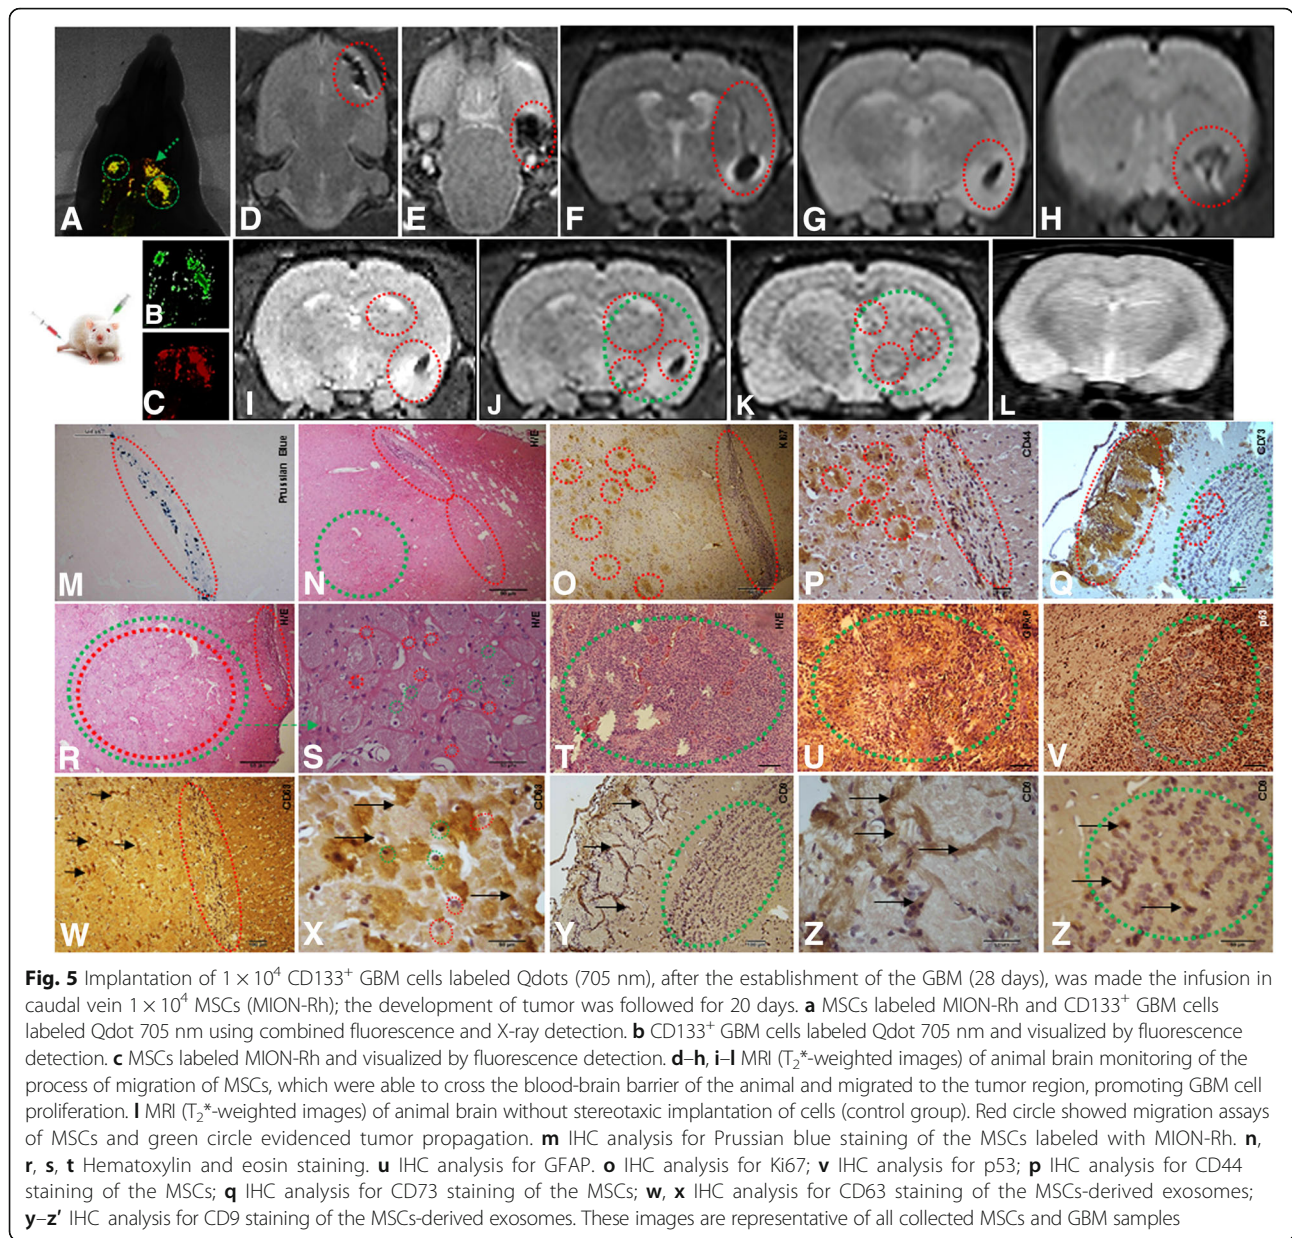 A
D
E
F
G
H
B
C
I
J
K
L
M
Prussian Blue
N
H/E
O
Ki67
P
CD44
Q
CD73
R
H/E
S
H/E
T
H/E
U
V
p53
W
CD63
X
CD63
Y
CD9
Z
CD9
Z
CD9
Fig. 5 Implantation of 1 × 10⁴ CD133⁺ GBM cells labeled Qdots (705 nm), after the establishment of the GBM (28 days), was made the infusion in
caudal vein 1 × 10⁴ MSCs (MION-Rh); the development of tumor was followed for 20 days. a MSCs labeled MION-Rh and CD133⁺ GBM cells
labeled Qdot 705 nm using combined fluorescence and X-ray detection. b CD133⁺ GBM cells labeled Qdot 705 nm and visualized by fluorescence
detection. c MSCs labeled MION-Rh and visualized by fluorescence detection. d–h, i–l MRI (T₂*-weighted images) of animal brain monitoring of the
process of migration of MSCs, which were able to cross the blood-brain barrier of the animal and migrated to the tumor region, promoting GBM cell
proliferation. l MRI (T₂*-weighted images) of animal brain without stereotaxic implantation of cells (control group). Red circle showed migration assays
of MSCs and green circle evidenced tumor propagation. m IHC analysis for Prussian blue staining of the MSCs labeled with MION-Rh. n,
r, s, t Hematoxylin and eosin staining. u IHC analysis for GFAP. o IHC analysis for Ki67; v IHC analysis for p53; p IHC analysis for CD44
staining of the MSCs; q IHC analysis for CD73 staining of the MSCs; w, x IHC analysis for CD63 staining of the MSCs-derived exosomes;
y–z′ IHC analysis for CD9 staining of the MSCs-derived exosomes. These images are representative of all collected MSCs and GBM samples